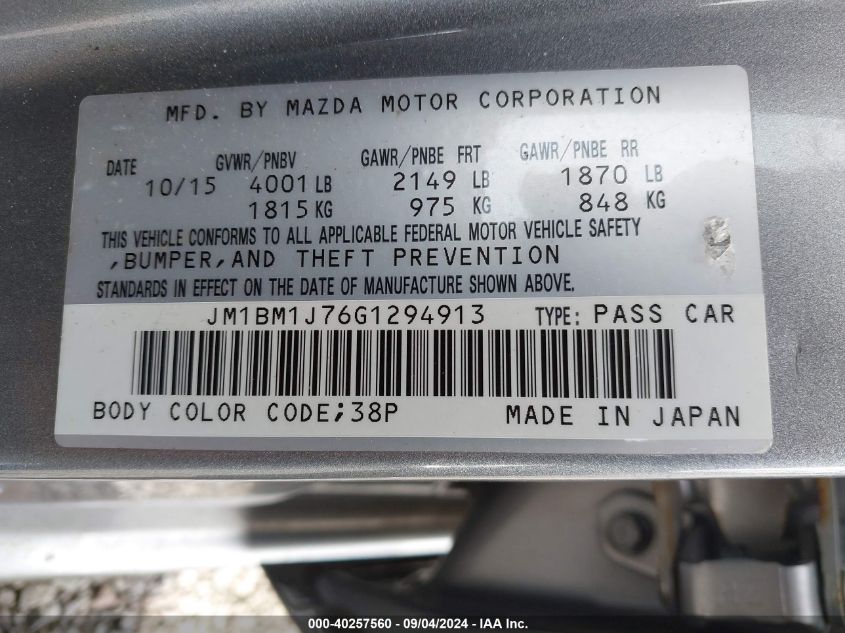 MFD. BY MAZDA MOTOR CORPORATION
DATE GVWR/PNBV GAWR/PNBE FRT GAWR/PNBE RR
10/15 4001 LB 2149 LB 1870 LB
1815 KG 975 KG 848 KG
THIS VEHICLE CONFORMS TO ALL APPLICABLE FEDERAL MOTOR VEHICLE SAFETY
,BUMPER,AND THEFT PREVENTION
STANDARDS IN EFFECT ON THE DATE OF MANUFACTURE SHOWN ABOVE.
JM1BM1J76G1294913 TYPE: PASS CAR
BODY COLOR CODE;38P MADE IN JAPAN
000-40257560 - 09/04/2024 - IAA Inc.